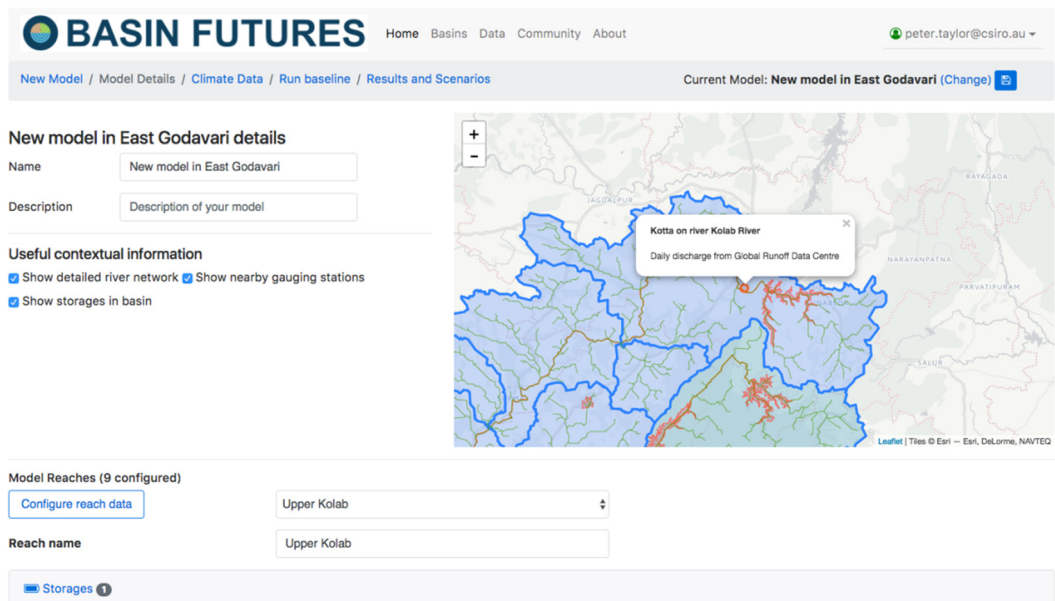 BASIN FUTURES
Home Basins Data Community About
peter.taylor@csiro.au
New Model / Model Details / Climate Data / Run baseline / Results and Scenarios
Current Model: New model in East Godavari (Change)
New model in East Godavari details
Name
New model in East Godavari
Description
Description of your model
Useful contextual information
Show detailed river network Show nearby gauging stations
Show storages in basin
+
-
RAYAGADA
JAGDALPUR
Kotta on river Kolab River
×
Daily discharge from Global Runoff Data Centre
NARAYANPATNA
PARVATIPURAM
SALUR
Leaflet | Tiles © Esri — Esri, DeLorme, NAVTEQ
Model Reaches (9 configured)
Configure reach data
Upper Kolab
Reach name
Upper Kolab
Storages 1